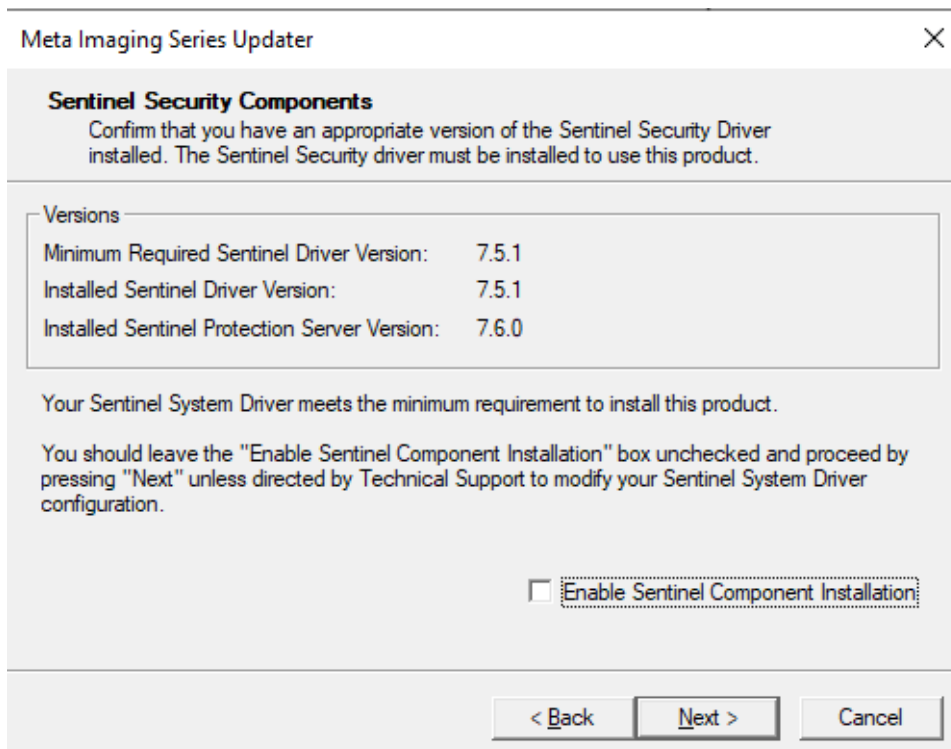 Meta Imaging Series Updater
Sentinel Security Components
Confirm that you have an appropriate version of the Sentinel Security Driver
installed. The Sentinel Security driver must be installed to use this product.
Versions
Minimum Required Sentinel Driver Version: 7.5.1
Installed Sentinel Driver Version: 7.5.1
Installed Sentinel Protection Server Version: 7.6.0
Your Sentinel System Driver meets the minimum requirement to install this product.
You should leave the "Enable Sentinel Component Installation" box unchecked and proceed by
pressing "Next" unless directed by Technical Support to modify your Sentinel System Driver
configuration.
Enable Sentinel Component Installation
< Back Next > Cancel